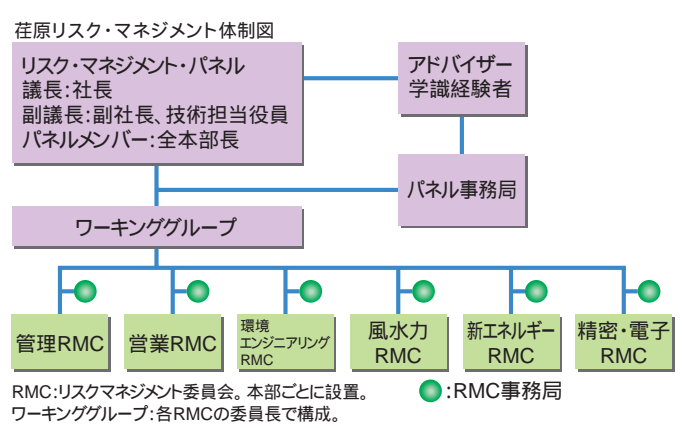 荏原リスク・マネジメント体制図
リスク・マネジメント・パネル
議長:社長
副議長:副社長、技術担当役員
パネルメンバー:全本部長
アドバイザー
学識経験者
パネル事務局
ワーキンググループ
管理RMC
営業RMC
環境
エンジニアリング
RMC
風水力
RMC
新エネルギー
RMC
精密・電子
RMC
RMC:リスクマネジメント委員会。本部ごとに設置。
:RMC事務局
ワーキンググループ:各RMCの委員長で構成。